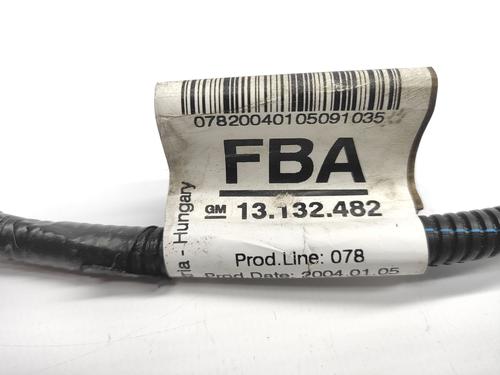 07820040105091035
FBA
GM 13.132.482
- Hungary
Prod.Line: 078
Prod.Date: 2004.01.05